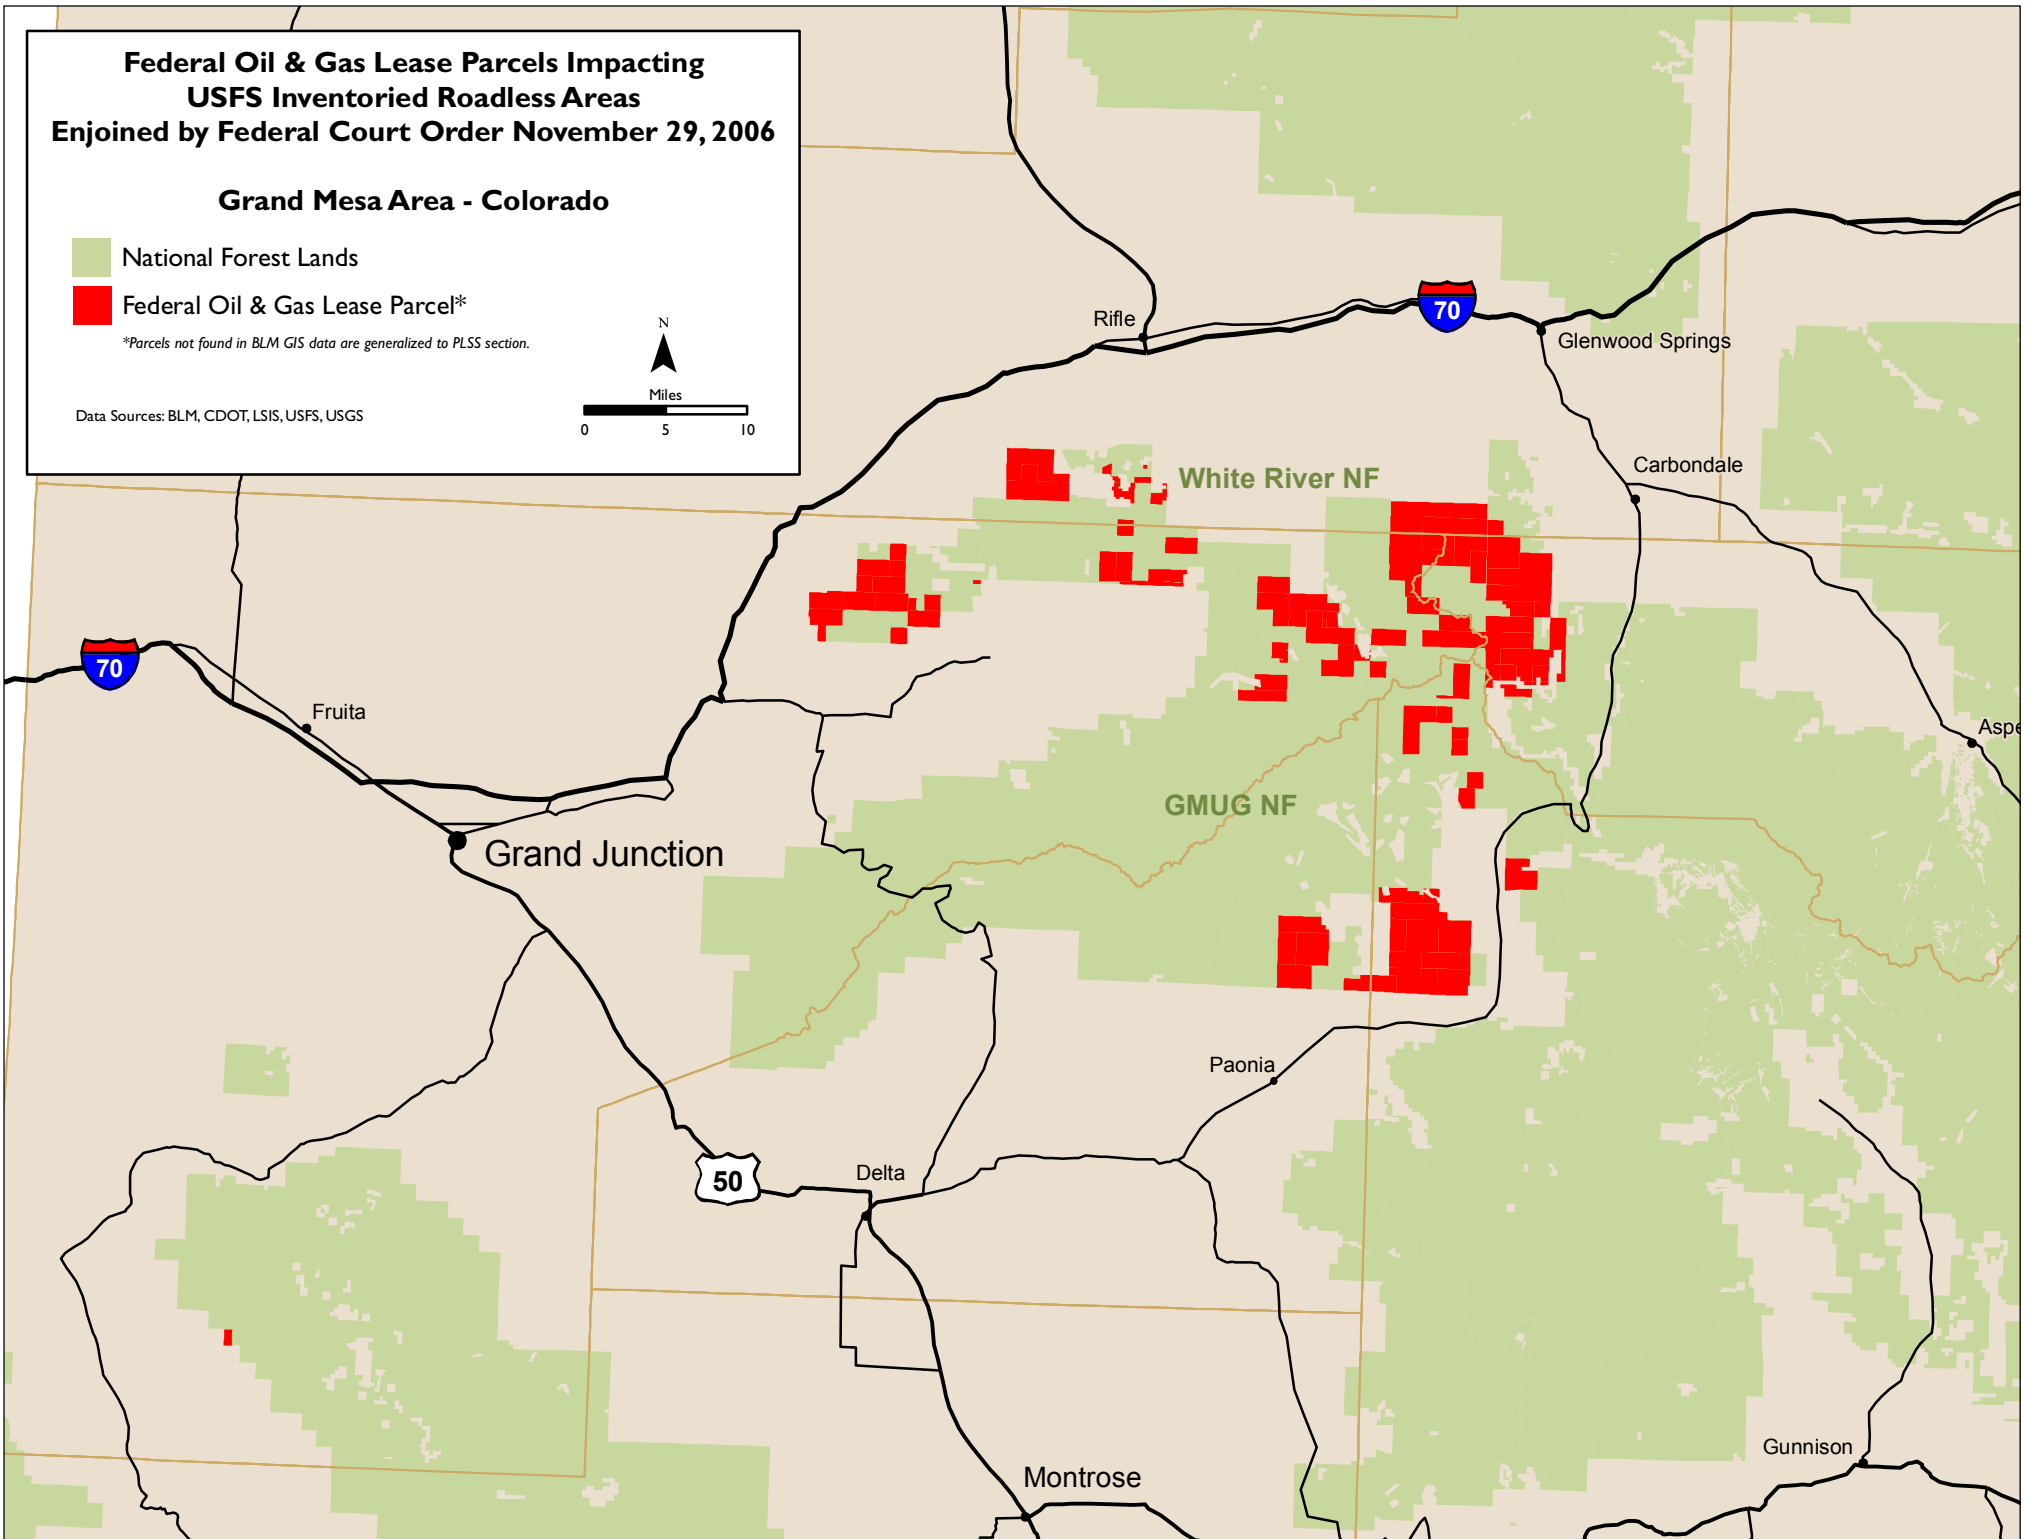 Federal Oil & Gas Lease Parcels Impacting
USFS Inventoried Roadless Areas
Enjoined by Federal Court Order November 29, 2006
Grand Mesa Area - Colorado
National Forest Lands
Federal Oil & Gas Lease Parcel*
*Parcels not found in BLM GIS data are generalized to PLSS section.
N
Miles
Data Sources: BLM, CDOT, LSIS, USFS, USGS
0 5 10
70
Rifle
Glenwood Springs
Carbondale
White River NF
70
Fruita
Aspe
GMUG NF
Grand Junction
Paonia
50
Delta
Gunnison
Montrose